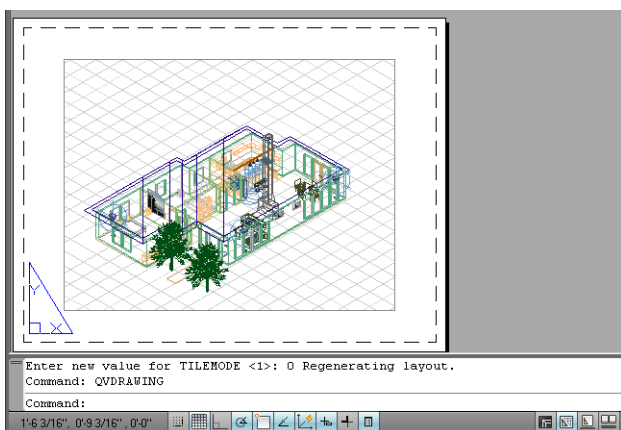 Y
X
Enter new value for TILEMODE <1>: 0 Regenerating layout.
Command: QVDRAWING
Command:
1'-6 3/16", 0'-9 3/16" , 0'-0"